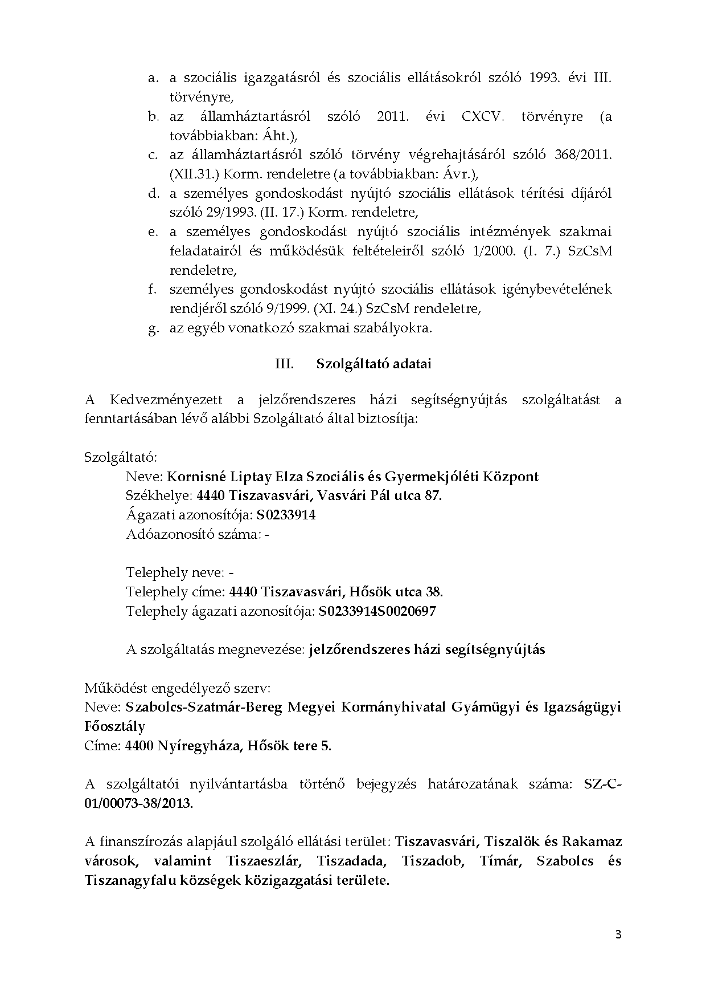 a. a szociális igazgatásról és szociális ellátásokról szóló 1993. évi III.
törvényre,
b. az államháztartásról szóló 2011. évi CXCV. törvényre (a
továbbiakban: Áht.),
c. az államháztartásról szóló törvény végrehajtásáról szóló 368/2011.
(XII.31.) Korm. rendeletre (a továbbiakban: Ávr.),
d. a személyes gondoskodást nyújtó szociális ellátások térítési díjáról
szóló 29/1993. (II. 17.) Korm. rendeletre,
e. a személyes gondoskodást nyújtó szociális intézmények szakmai
feladatairól és működésük feltételeiről szóló 1/2000. (I. 7.) SzCsM
rendeletre,
f. személyes gondoskodást nyújtó szociális ellátások igénybevételének
rendjéről szóló 9/1999. (XI. 24.) SzCsM rendeletre,
g. az egyéb vonatkozó szakmai szabályokra.
III. Szolgáltató adatai
A Kedvezményezett a jelzőrendszeres házi segítségnyújtás szolgáltatást a
fenntartásában lévő alábbi Szolgáltató által biztosítja:
Szolgáltató:
Neve: Kornisné Liptay Elza Szociális és Gyermekjóléti Központ
Székhelye: 4440 Tiszavasvári, Vasvári Pál utca 87.
Ágazati azonosítója: S0233914
Adóazonosító száma: -
Telephely neve: -
Telephely címe: 4440 Tiszavasvári, Hősök utca 38.
Telephely ágazati azonosítója: S0233914S0020697
A szolgáltatás megnevezése: jelzőrendszeres házi segítségnyújtás
Működést engedélyező szerv:
Neve: Szabolcs-Szatmár-Bereg Megyei Kormányhivatal Gyámügyi és Igazságügyi
Főosztály
Címe: 4400 Nyíregyháza, Hősök tere 5.
A szolgáltatói nyilvántartásba történő bejegyzés határozatának száma: SZ-C-
01/00073-38/2013.
A finanszírozás alapjául szolgáló ellátási terület: Tiszavasvári, Tiszalök és Rakamaz
városok, valamint Tiszaeszlár, Tiszadada, Tiszadob, Tímár, Szabolcs és
Tiszanagyfalu községek közigazgatási területe.
3